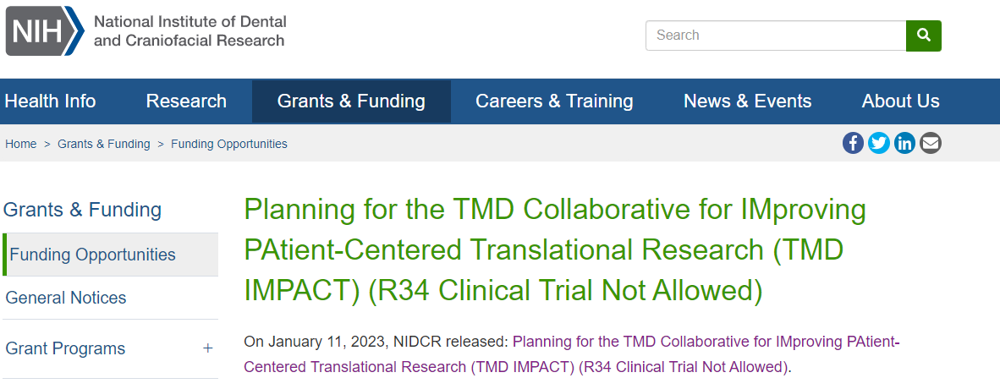 NIH National Institute of Dental
and Craniofacial Research
Search
Health Info Research Grants & Funding Careers & Training News & Events About Us
Home > Grants & Funding > Funding Opportunities
Grants & Funding
Funding Opportunities
General Notices
Grant Programs +
Planning for the TMD Collaborative for IMproving
PAtient-Centered Translational Research (TMD
IMPACT) (R34 Clinical Trial Not Allowed)
On January 11, 2023, NIDCR released: Planning for the TMD Collaborative for IMproving PAtient-
Centered Translational Research (TMD IMPACT) (R34 Clinical Trial Not Allowed).